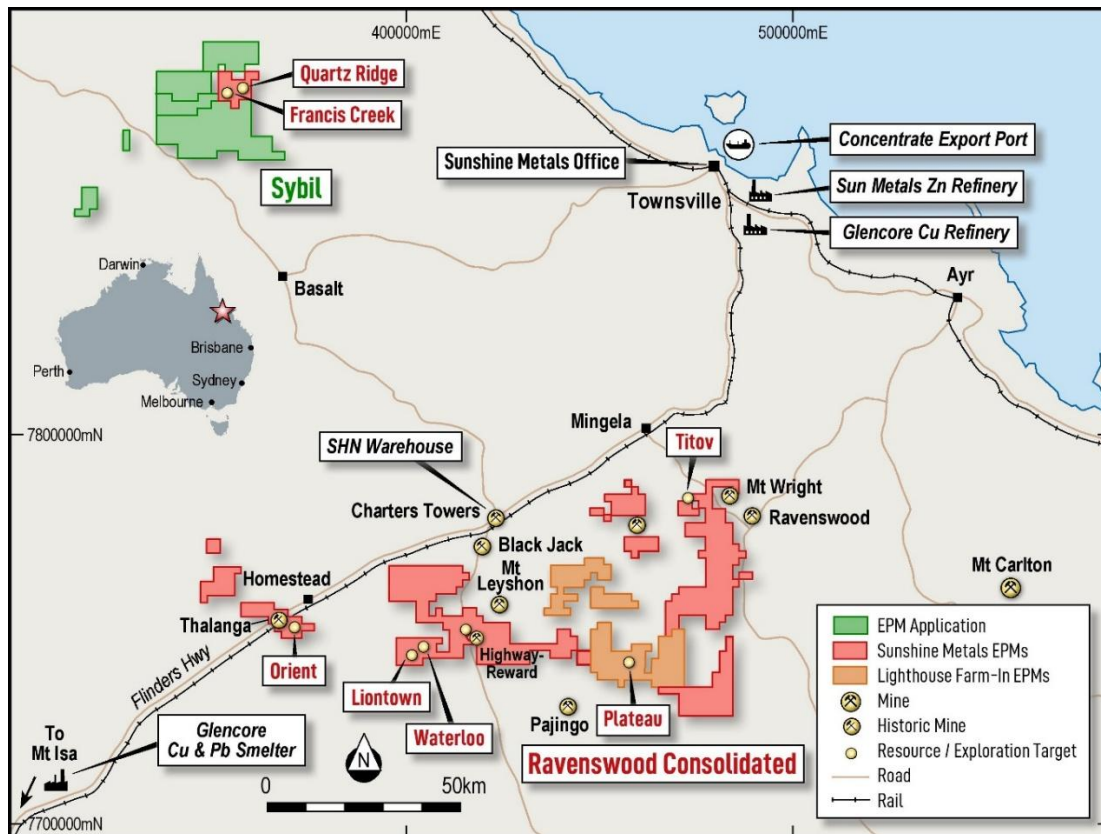 400000mE
500000mE
Quartz Ridge
Francis Creek
Sybil
Sunshine Metals Office
Concentrate Export Port
Sun Metals Zn Refinery
Townsville
Glencore Cu Refinery
Ayr
Basalt
Darwin
Brisbane
Perth
Sydney
Melbourne
7800000mN
Mingela
SHN Warehouse
Titov
Charters Towers
Mt Wright
Ravenswood
Black Jack
Mt
Leyshon
Mt Carlton
Homestead
Thalanga
Orient
Flinders Hwy
Highway-
Reward
Liontown
Waterloo
Pajingo
Plateau
Ravenswood Consolidated
To
Mt Isa
Glencore
Cu & Pb Smelter
N
0
50km
7700000mN
EPM Application
Sunshine Metals EPMs
Lighthouse Farm-In EPMs
Mine
Historic Mine
Resource / Exploration Target
Road
Rail